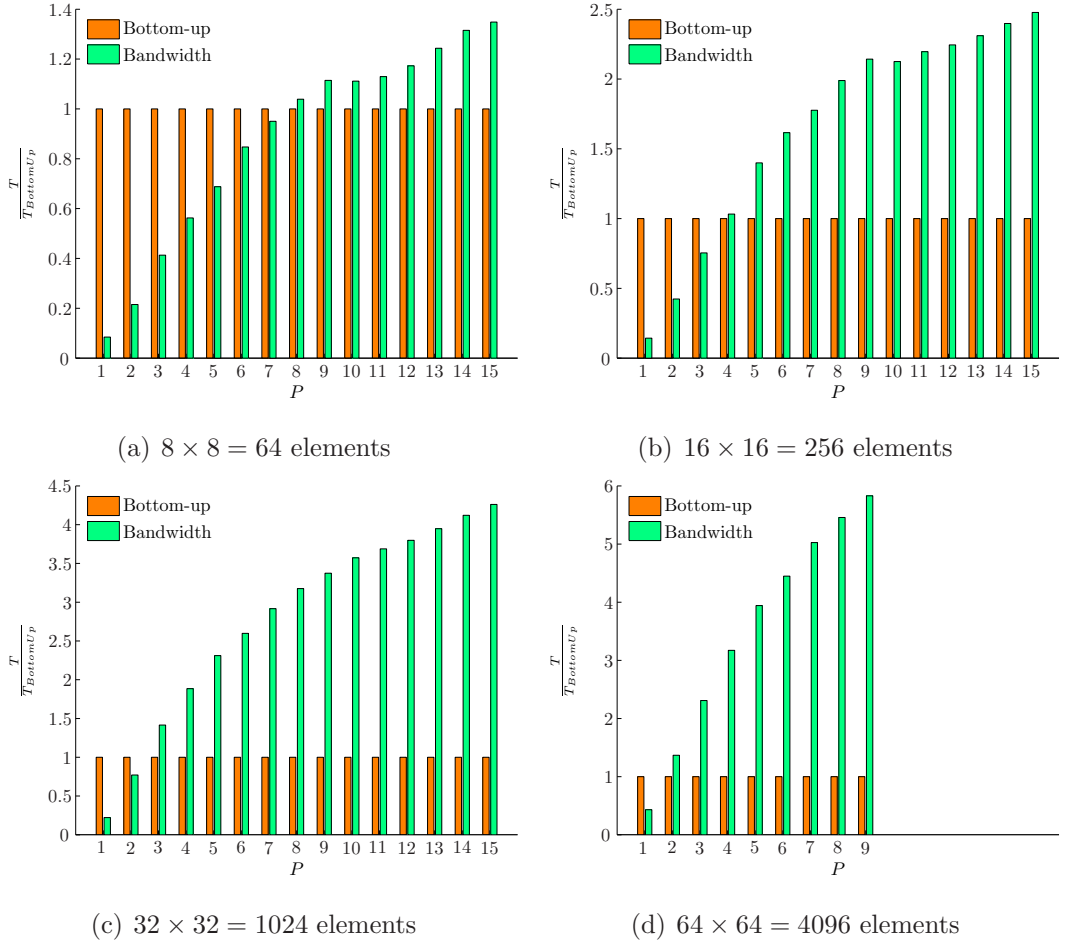 1.4
1.2
1
0.8
0.6
0.4
0.2
0
Bottom-up
Bandwidth
T
T_BottomUp
1 2 3 4 5 6 7 8 9 10 11 12 13 14 15
P
(a) 8 × 8 = 64 elements
2.5
2
1.5
1
0.5
0
Bottom-up
Bandwidth
T
T_BottomUp
1 2 3 4 5 6 7 8 9 10 11 12 13 14 15
P
(b) 16 × 16 = 256 elements
4.5
4
3.5
3
2.5
2
1.5
1
0.5
0
Bottom-up
Bandwidth
T
T_BottomUp
1 2 3 4 5 6 7 8 9 10 11 12 13 14 15
P
(c) 32 × 32 = 1024 elements
6
5
4
3
2
1
0
Bottom-up
Bandwidth
T
T_BottomUp
1 2 3 4 5 6 7 8 9
P
(d) 64 × 64 = 4096 elements